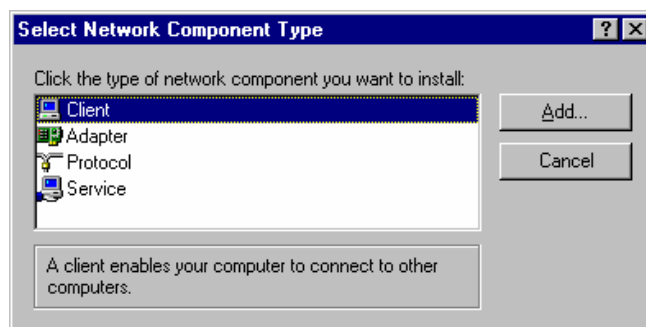 Select Network Component Type
Click the type of network component you want to install:
Client
Adapter
Protocol
Service
Add...
Cancel
A client enables your computer to connect to other
computers.